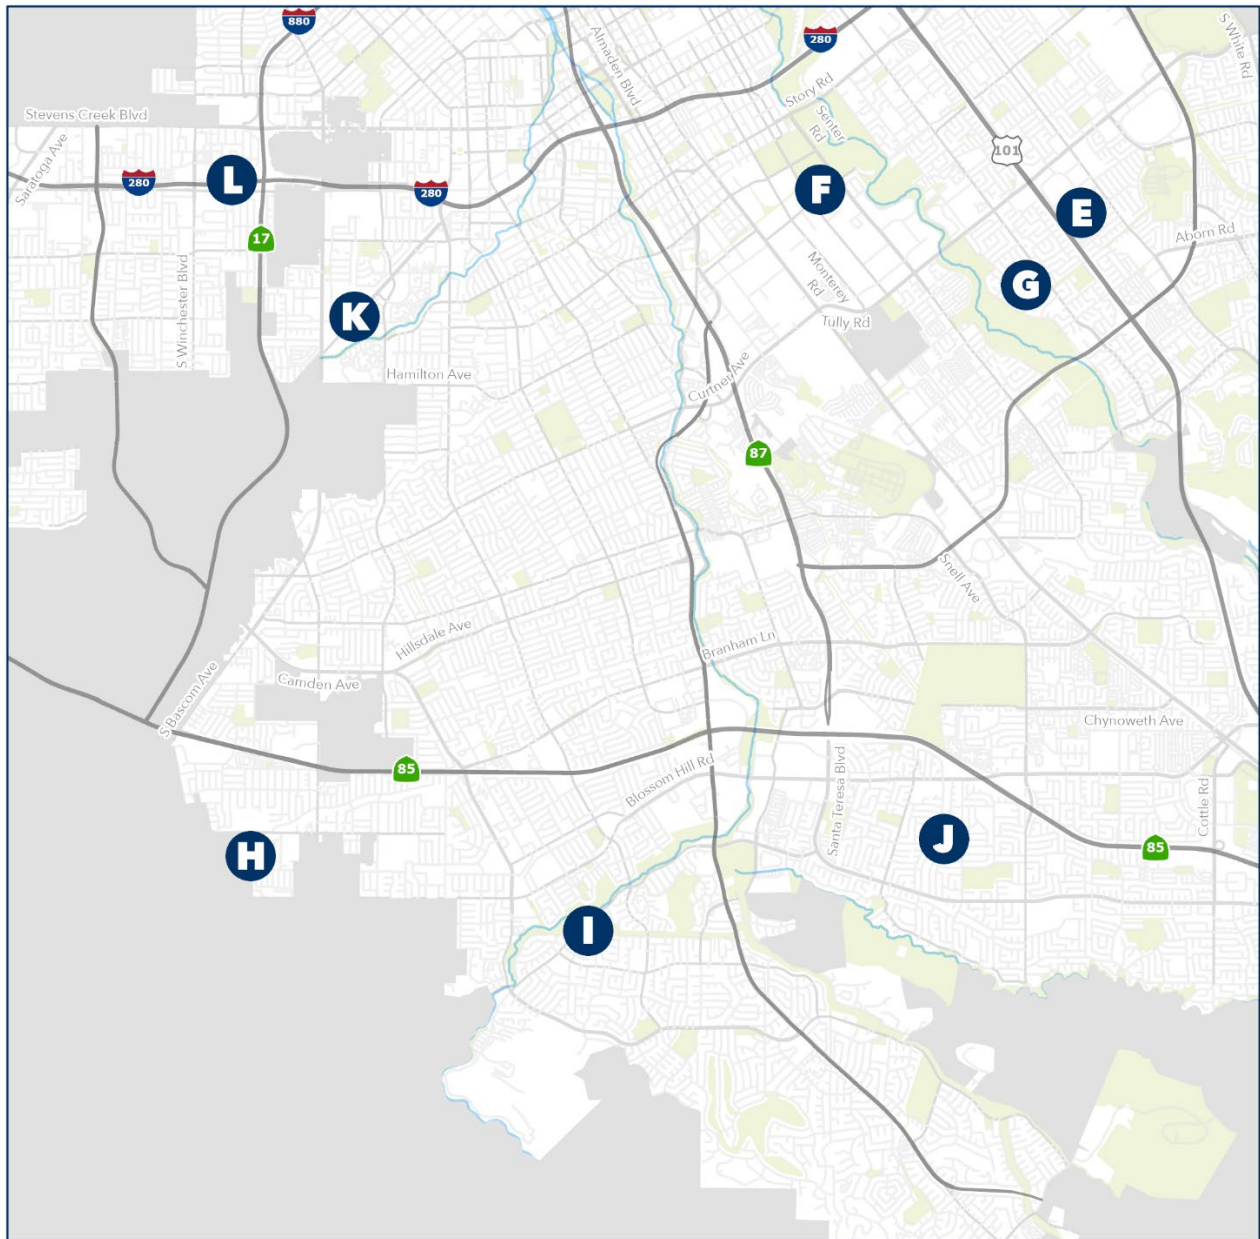 880
280
S White Rd
Almaden Blvd
Story Rd
Senter
Rd
Stevens Creek Blvd
Saratoga Ave
101
280
L
280
F
E
17
Aborn Rd
Monterey
Rd
G
S Winchester Blvd
K
Tully Rd
Hamilton Ave
Curtner Ave
87
Snell Ave
Hillsdale Ave
Branham Ln
Camden Ave
S Bascom Ave
Chynoweth Ave
85
Blossom Hill Rd
Santa Teresa Blvd
Cottle Rd
J
85
H
I